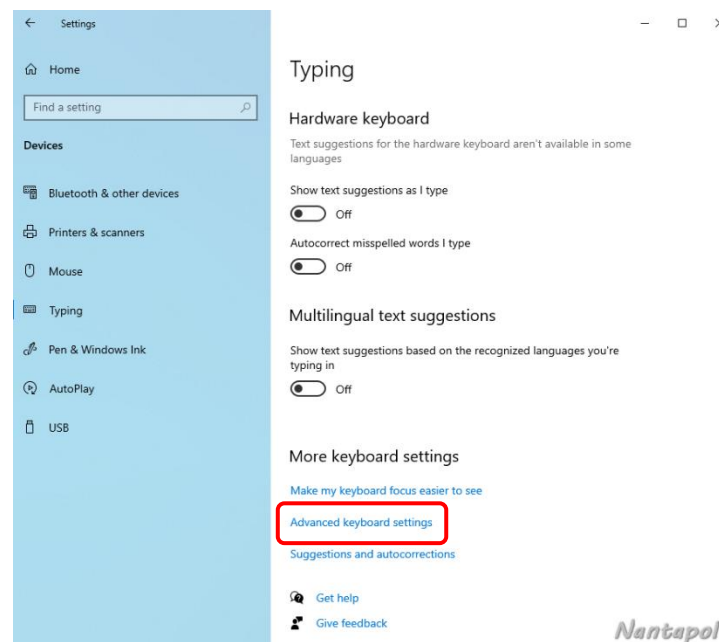 Settings
Home
Find a setting
Devices
Bluetooth & other devices
Printers & scanners
Mouse
Typing
Pen & Windows Ink
AutoPlay
USB
Typing
Hardware keyboard
Text suggestions for the hardware keyboard aren't available in some
languages
Show text suggestions as I type
Off
Autocorrect misspelled words I type
Off
Multilingual text suggestions
Show text suggestions based on the recognized languages you're
typing in
Off
More keyboard settings
Make my keyboard focus easier to see
Advanced keyboard settings
Suggestions and autocorrections
Get help
Give feedback
Nantapol